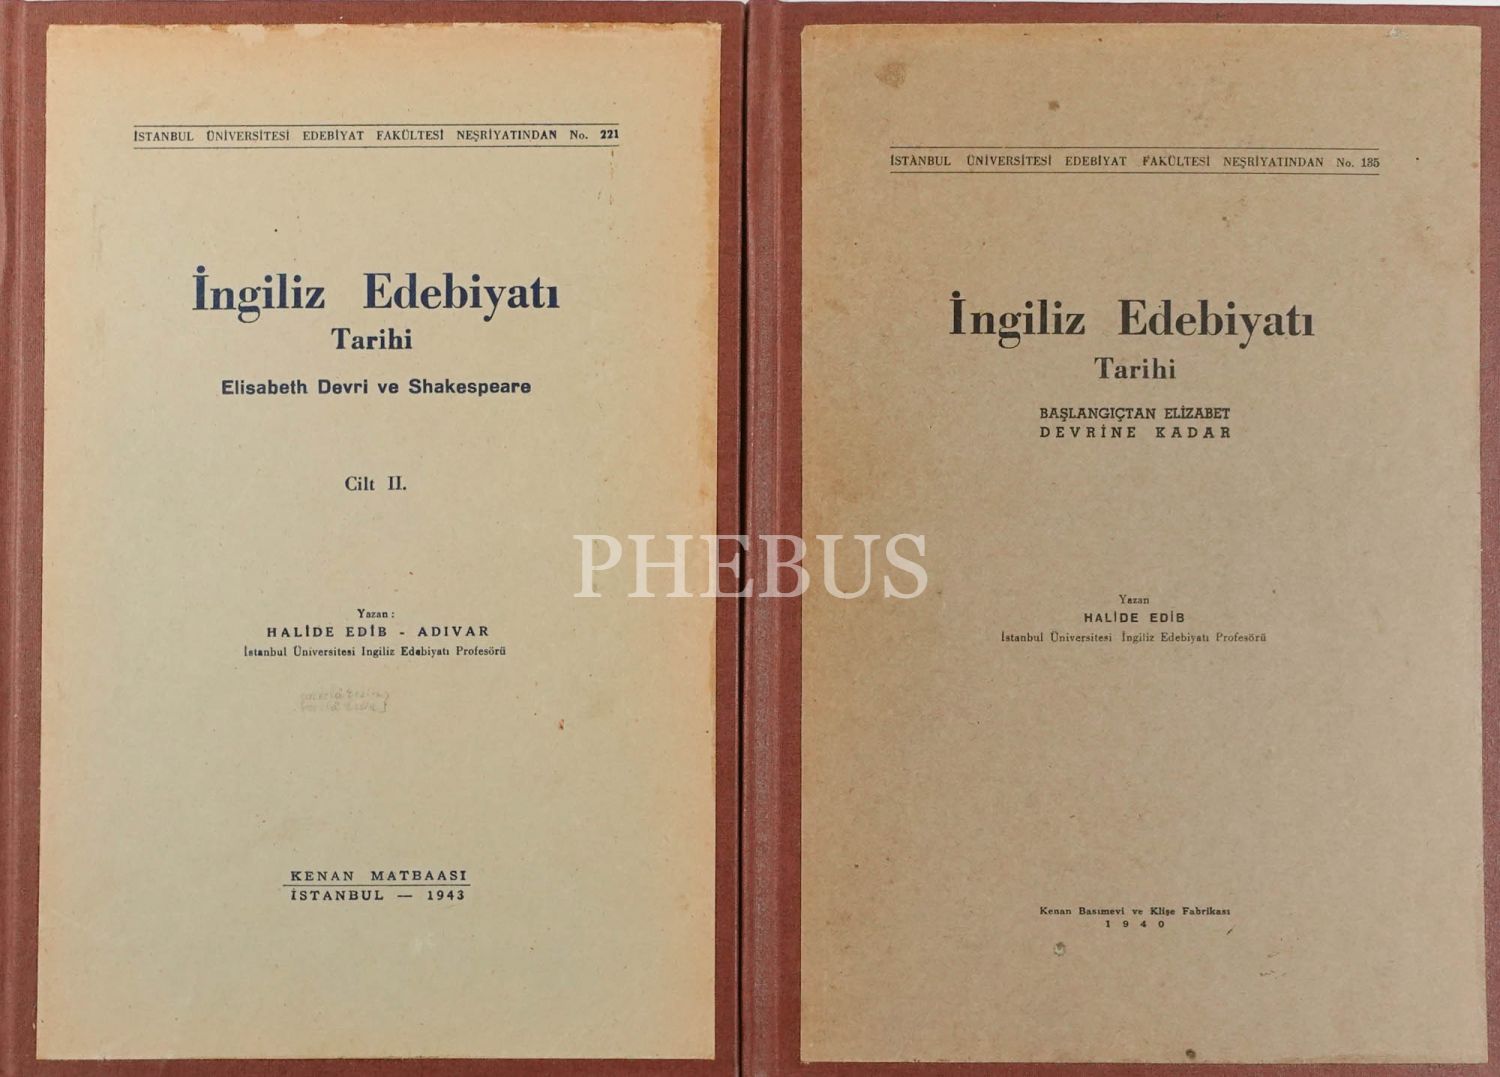 İSTANBUL ÜNİVERSİTESİ EDEBİYAT FAKÜLTESİ NEŞRİYATINDAN No. 221
İngiliz Edebiyatı
Tarihi
Elisabeth Devri ve Shakespeare
Cilt II.
Yazan :
HALİDE EDİB - ADIVAR
İstanbul Üniversitesi Ingiliz Edebiyatı Profesörü
KENAN MATBAASI
İSTANBUL — 1943
İSTANBUL ÜNİVERSİTESİ EDEBİYAT FAKÜLTESİ NEŞRİYATINDAN No. 135
İngiliz Edebiyatı
Tarihi
BAŞLANGIÇTAN ELİZABET
DEVRİNE KADAR
Yazan
HALİDE EDİB
İstanbul Üniversitesi İngiliz Edebiyatı Profesörü
Kenan Basımevi ve Klişe Fabrikası
1940
PHEBUS